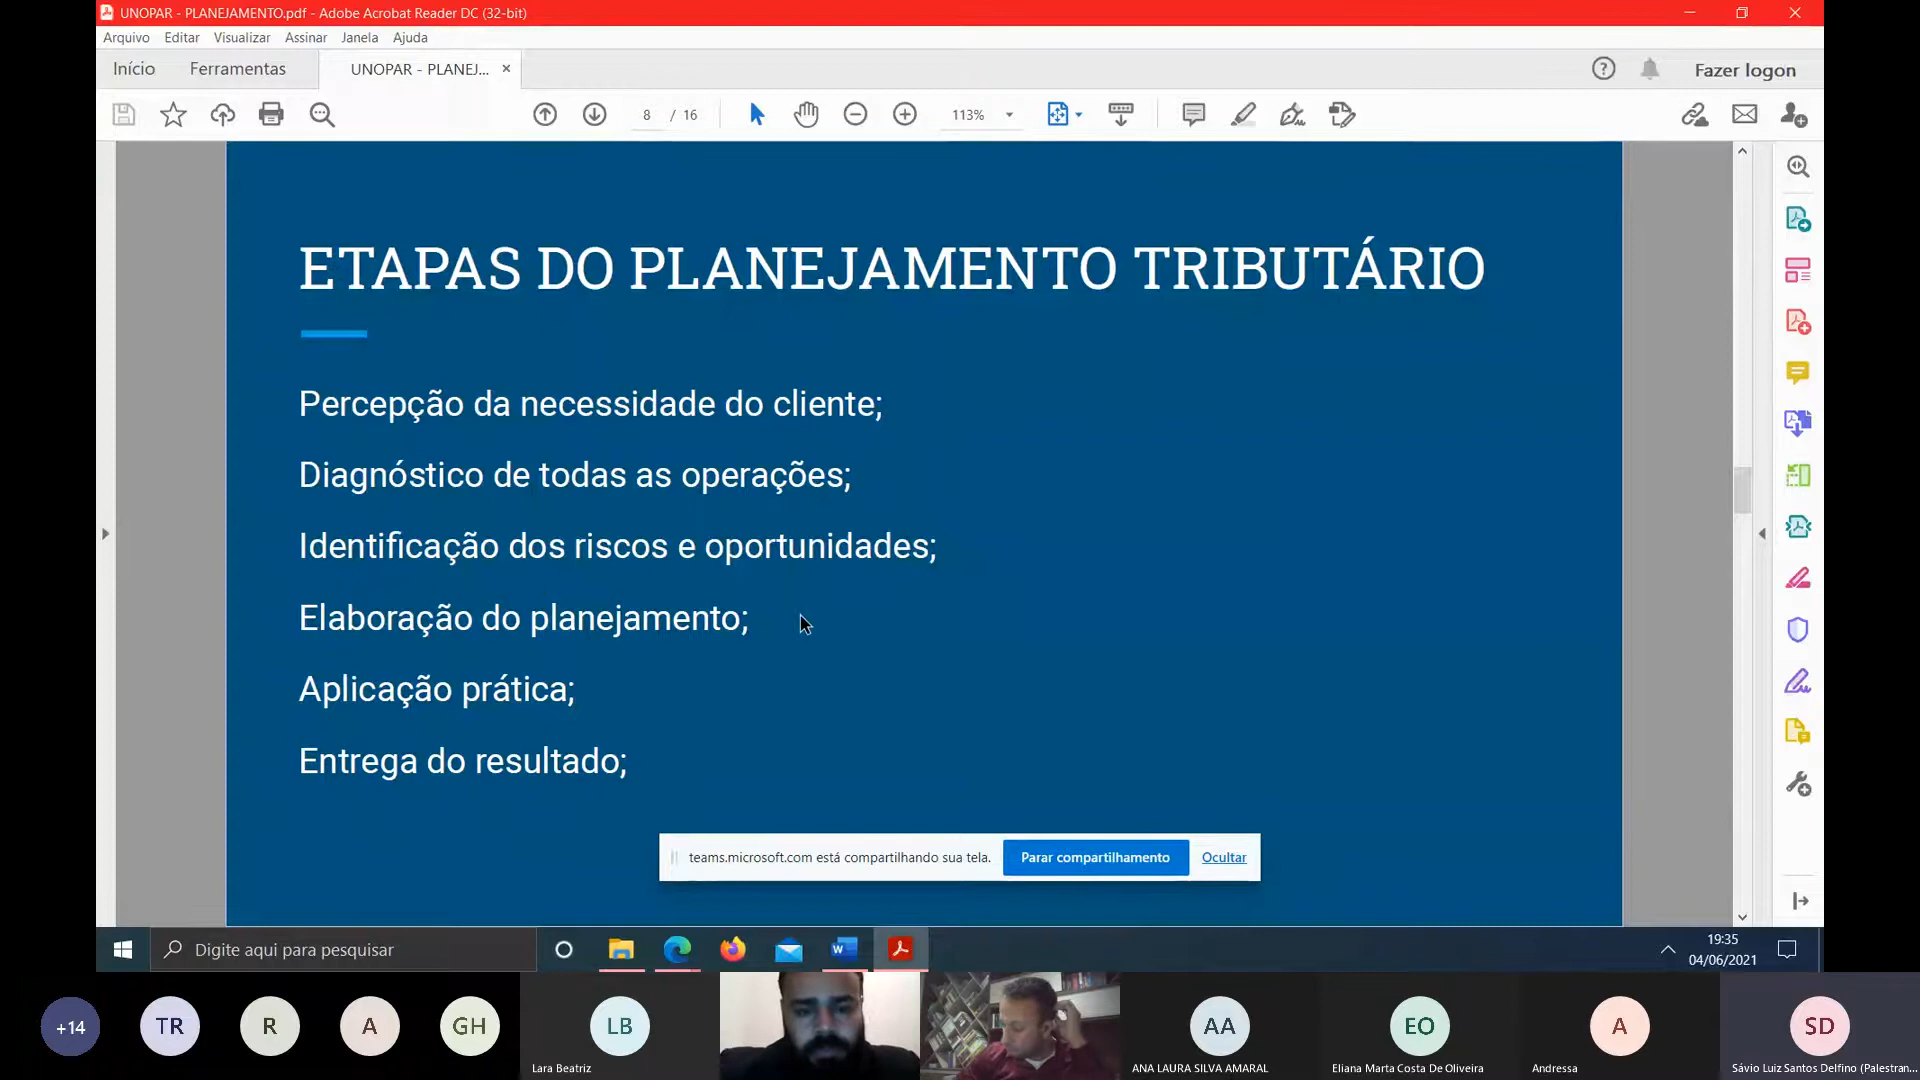 UNOPAR - PLANEJAMENTO.pdf - Adobe Acrobat Reader DC (32-bit)
Arquivo Editar Visualizar Assinar Janela Ajuda
Início Ferramentas UNOPAR - PLANEJ... Fazer logon
8 / 16 113%
ETAPAS DO PLANEJAMENTO TRIBUTÁRIO
Percepção da necessidade do cliente;
Diagnóstico de todas as operações;
Identificação dos riscos e oportunidades;
Elaboração do planejamento;
Aplicação prática;
Entrega do resultado;
teams.microsoft.com está compartilhando sua tela. Parar compartilhamento Ocultar
Digite aqui para pesquisar
19:35
04/06/2021
+14 TR R A GH LB AA EO A SD
Lara Beatriz ANA LAURA SILVA AMARAL Eliana Marta Costa De Oliveira Andressa Sávio Luiz Santos Delfino (Palestran...